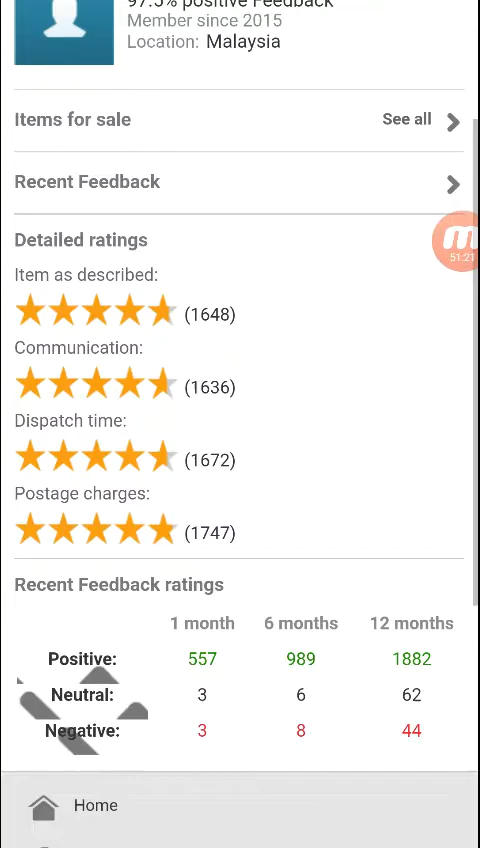 97.5% positive Feedback
Member since 2015
Location: Malaysia
Items for sale See all
Recent Feedback
m
51:21
Detailed ratings
Item as described:
(1648)
Communication:
(1636)
Dispatch time:
(1672)
Postage charges:
(1747)
Recent Feedback ratings
1 month 6 months 12 months
Positive: 557 989 1882
Neutral: 3 6 62
Negative: 3 8 44
Home